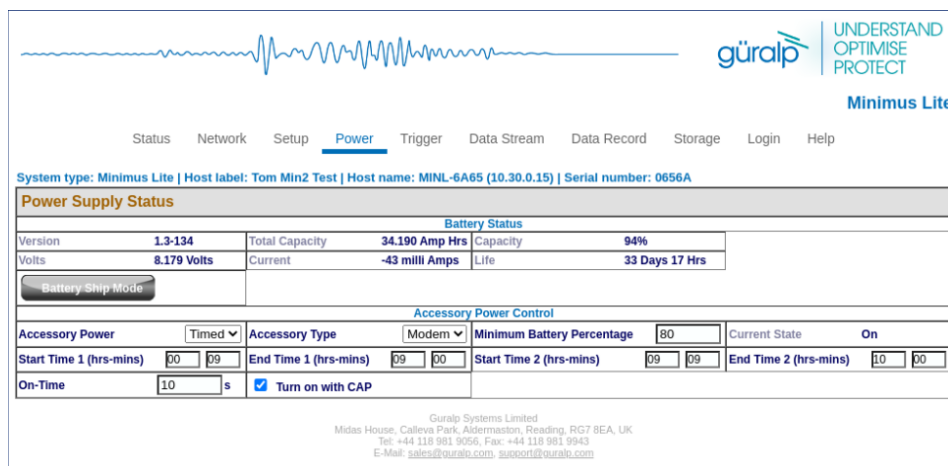 güralp
UNDERSTAND
OPTIMISE
PROTECT
Minimus Lite
Status Network Setup Power Trigger Data Stream Data Record Storage Login Help
System type: Minimus Lite | Host label: Tom Min2 Test | Host name: MINL-6A65 (10.30.0.15) | Serial number: 0656A
Power Supply Status
Battery Status
Version 1.3-134 Total Capacity 34.190 Amp Hrs Capacity 94%
Volts 8.179 Volts Current -43 milli Amps Life 33 Days 17 Hrs
Battery Ship Mode
Accessory Power Control
Accessory Power Timed Accessory Type Modem Minimum Battery Percentage 80 Current State On
Start Time 1 (hrs-mins) 00 09 End Time 1 (hrs-mins) 09 00 Start Time 2 (hrs-mins) 09 09 End Time 2 (hrs-mins) 10 00
On-Time 10 s Turn on with CAP
Guralp Systems Limited
Midas House, Calleva Park, Aldermaston, Reading, RG7 8EA, UK
Tel: +44 118 981 9056, Fax: +44 118 981 9943
E-Mail: sales@guralp.com, support@guralp.com